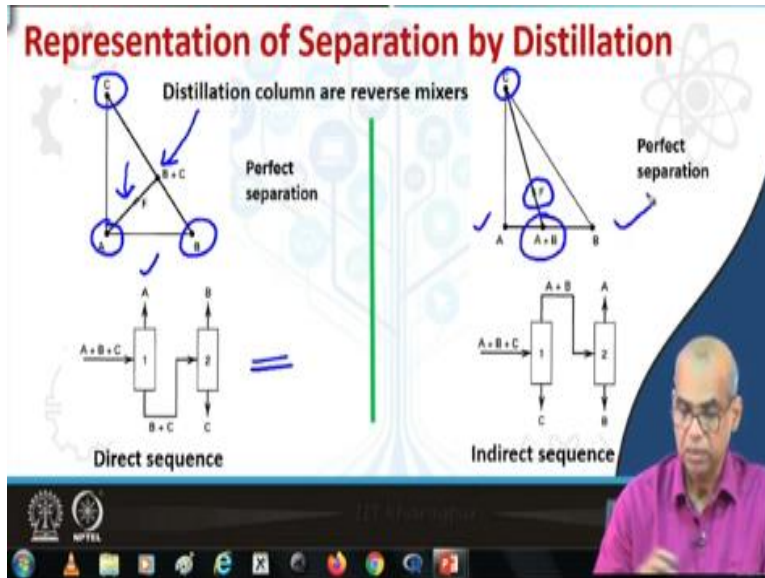 Representation of Separation by Distillation
C
Distillation column are reverse mixers
B + C
F
A
B
Perfect
separation
A
B
A + B + C
1
2
B + C
C
Direct sequence
C
F
A
A + B
B
Perfect
separation
A + B
A
A + B + C
1
2
C
B
Indirect sequence
NPTEL